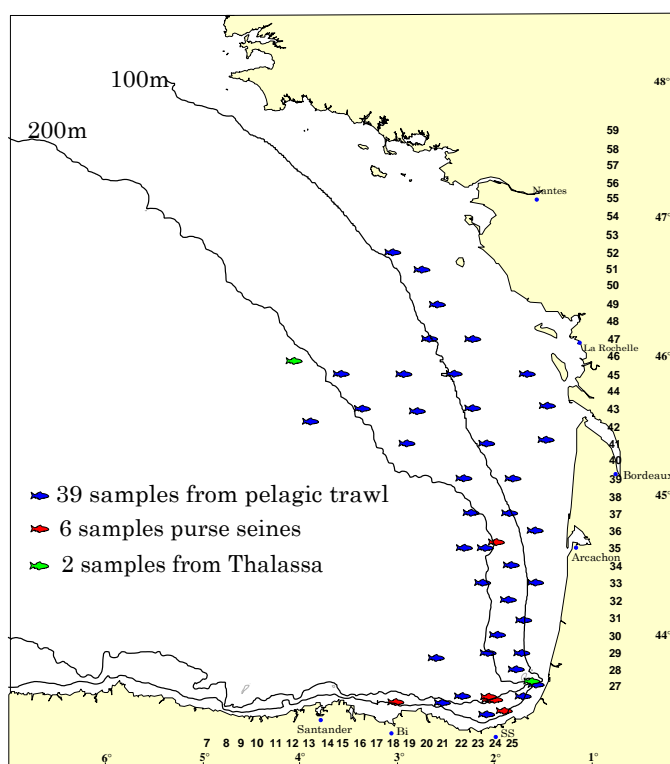 100m
48°
200m
59
58
57
56
Nantes
55
54
47°
53
52
51
50
49
48
47
La Rochelle
46
46°
45
44
43
42
41
40
39
Bordeaux
39 samples from pelagic trawl
38
45°
37
6 samples purse seines
36
35
Arcachon
2 samples from Thalassa
34
33
32
31
30
44°
29
28
27
Santander
Bi
SS
7 8 9 10 11 12 13 14 15 16 17 18 19 20 21 22 23 24 25
6° 5° 4° 3° 2° 1°